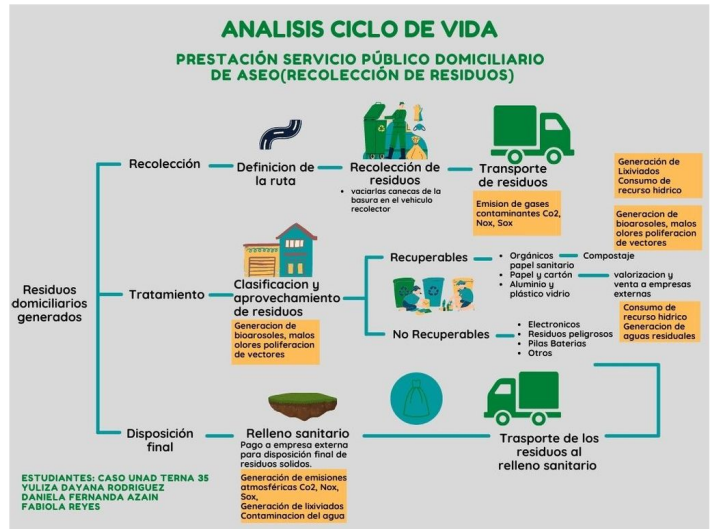 ANALISIS CICLO DE VIDA
PRESTACIÓN SERVICIO PÚBLICO DOMICILIARIO
DE ASEO(RECOLECCIÓN DE RESIDUOS)
Residuos
domiciliarios
generados
Recolección
Definicion de
la ruta
Recolección de
residuos
• vaciarlas canecas de la
basura en el vehiculo
recolector
Transporte
de residuos
Emision de gases
contaminantes Co2,
Nox, Sox
Generación de
Lixiviados
Consumo de
recurso hidrico
Generacion de
bioarosoles, malos
olores poliferacion
de vectores
Tratamiento
Clasificacion y
aprovechamiento
de residuos
Generacion de
bioarosoles, malos
olores poliferacion
de vectores
Recuperables
• Orgánicos
papel sanitario
• Papel y cartón
• Aluminio y
plástico vidrio
Compostaje
valorizacion y
venta a empresas
externas
Consumo de
recurso hidrico
Generacion de
aguas residuales
No Recuperables
• Electronicos
• Residuos peligrosos
• Pilas Baterias
• Otros
Disposición
final
Relleno sanitario
Pago a empresa externa
para disposición final de
residuos solidos.
Generación de emisiones
atmosféricas Co2, Nox,
Sox,
Generación de lixiviados
Contaminacion del agua
Trasporte de los
residuos al
relleno sanitario
ESTUDIANTES: CASO UNAD TERNA 35
YULIZA DAYANA RODRIGUEZ
DANIELA FERNANDA AZAIN
FABIOLA REYES